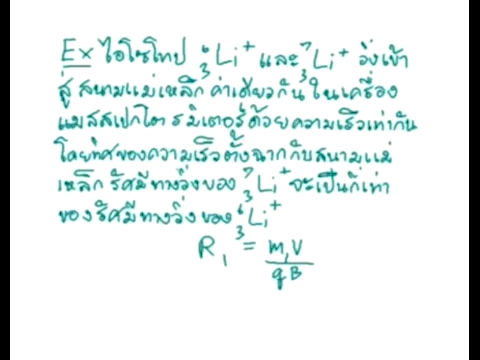 Ex ไอโซโทป ⁶₃Li⁺ และ ⁷₃Li⁺ วิ่งเข้า
สู่ สนามแม่เหล็ก ค่าเดียวกัน ในเครื่อง
แมสสเปกโตรมิเตอร์ด้วยความเร็วเท่ากัน
โดยทิศของความเร็วตั้งฉากกับสนามแม่
เหล็ก รัศมีทางวิ่งของ ⁷₃Li⁺ จะเป็นกี่เท่า
ของรัศมีทางวิ่งของ ⁶₃Li⁺
R₁ = m₁V
qB